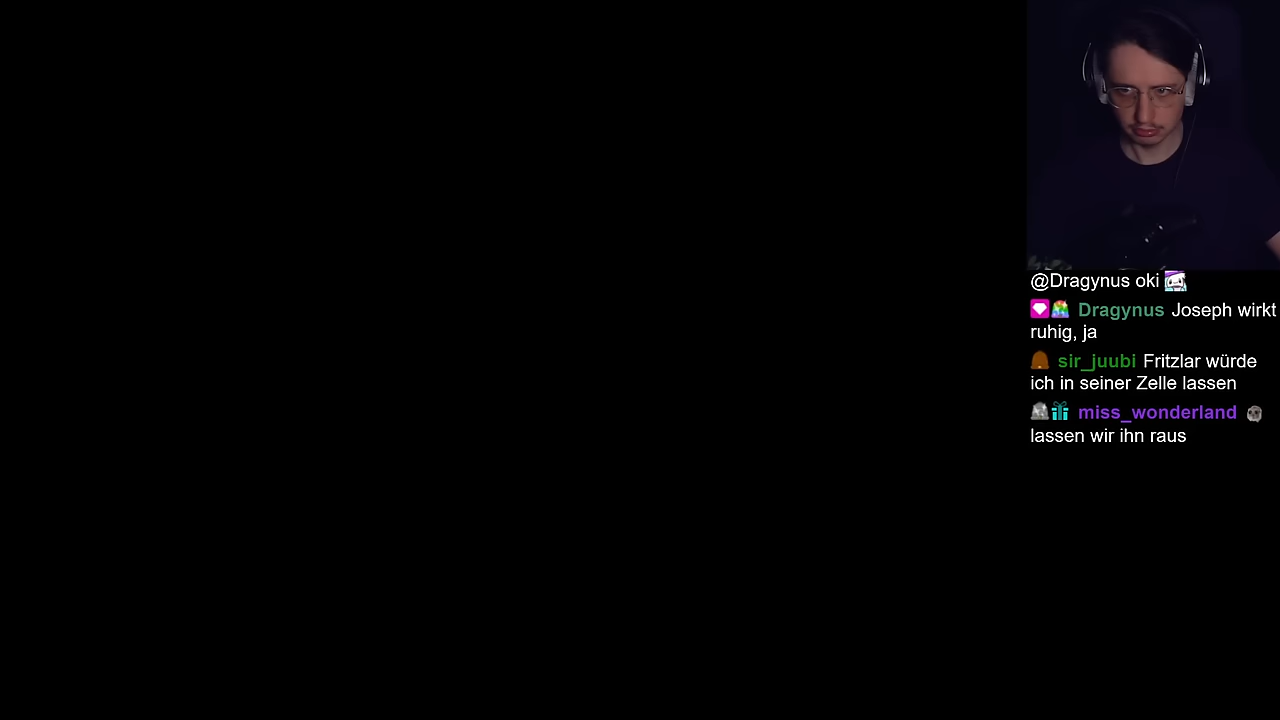 @Dragynus oki
Dragynus Joseph wirkt
ruhig, ja
sir_juubi Fritzlar würde
ich in seiner Zelle lassen
miss_wonderland
lassen wir ihn raus